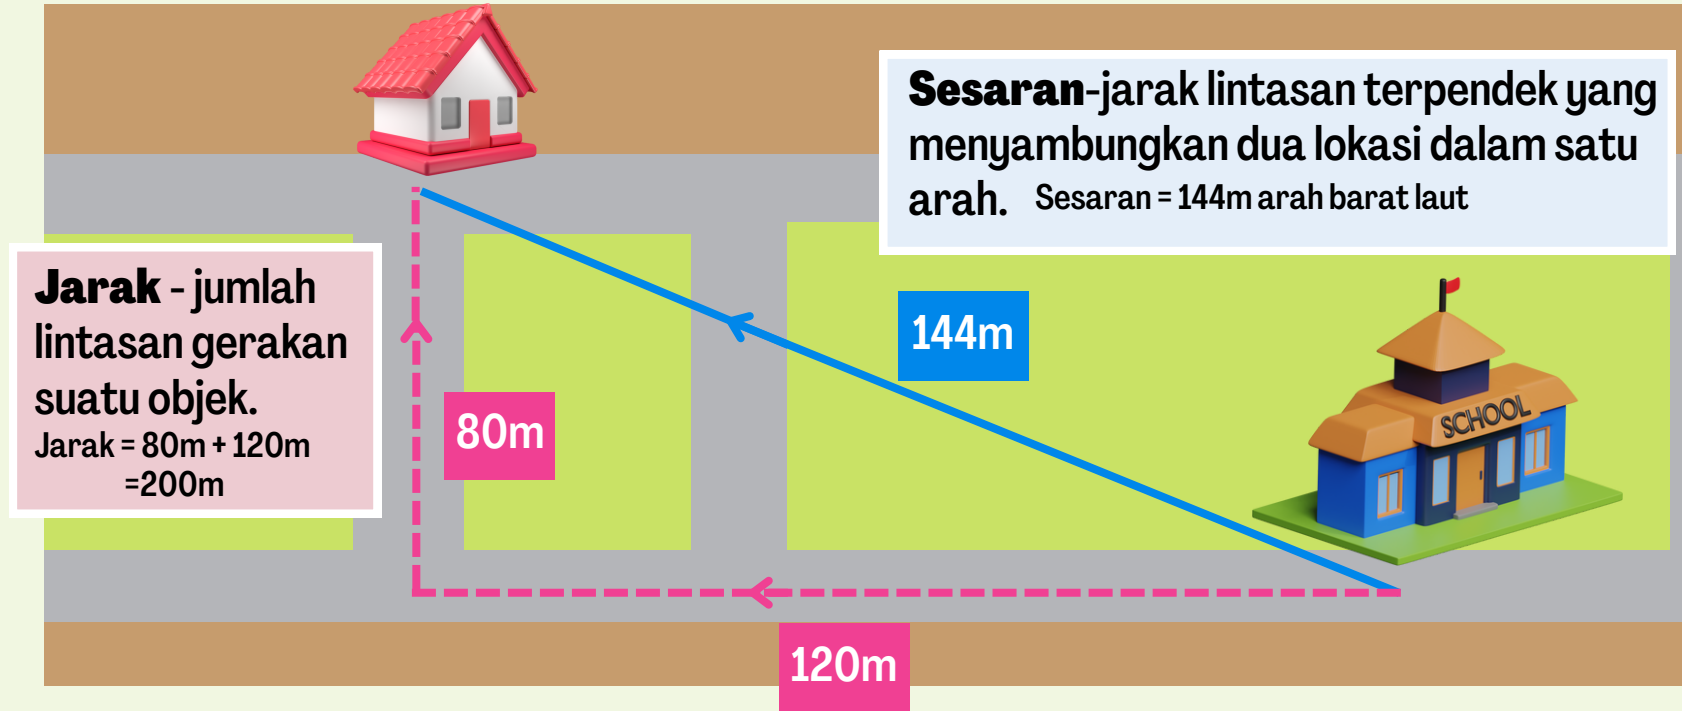 Sesaran-jarak lintasan terpendek yang
menyambungkan dua lokasi dalam satu
arah. Sesaran = 144m arah barat laut
Jarak - jumlah
lintasan gerakan
suatu objek.
Jarak = 80m + 120m
=200m
144m
80m
SCHOOL
120m